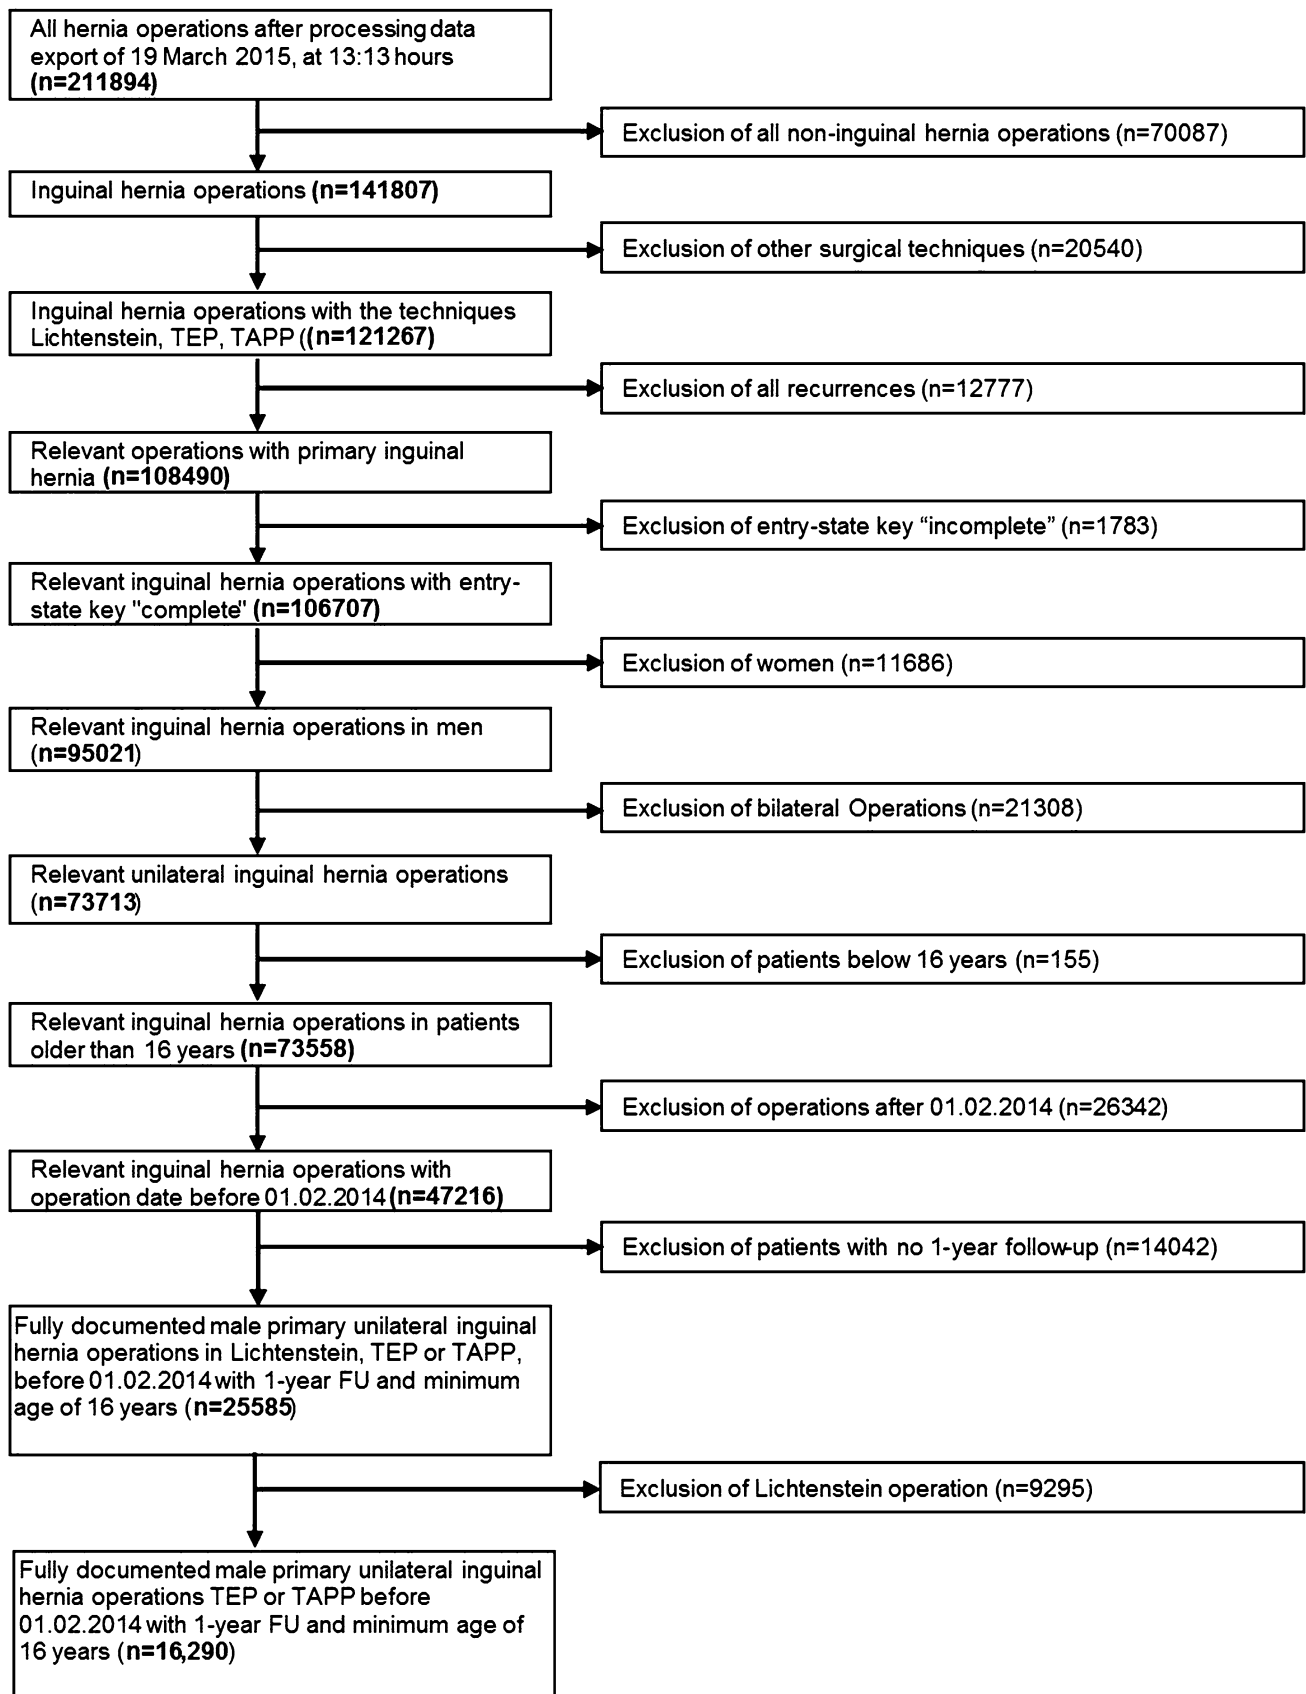 All hernia operations after processing data
export of 19 March 2015, at 13:13 hours
(n=211894)
Exclusion of all non-inguinal hernia operations (n=70087)
Inguinal hernia operations (n=141807)
Exclusion of other surgical techniques (n=20540)
Inguinal hernia operations with the techniques
Lichtenstein, TEP, TAPP ((n=121267)
Exclusion of all recurrences (n=12777)
Relevant operations with primary inguinal
hernia (n=108490)
Exclusion of entry-state key “incomplete” (n=1783)
Relevant inguinal hernia operations with entry-
state key "complete" (n=106707)
Exclusion of women (n=11686)
Relevant inguinal hernia operations in men
(n=95021)
Exclusion of bilateral Operations (n=21308)
Relevant unilateral inguinal hernia operations
(n=73713)
Exclusion of patients below 16 years (n=155)
Relevant inguinal hernia operations in patients
older than 16 years (n=73558)
Exclusion of operations after 01.02.2014 (n=26342)
Relevant inguinal hernia operations with
operation date before 01.02.2014 (n=47216)
Exclusion of patients with no 1-year follow-up (n=14042)
Fully documented male primary unilateral inguinal
hernia operations in Lichtenstein, TEP or TAPP,
before 01.02.2014 with 1-year FU and minimum
age of 16 years (n=25585)
Exclusion of Lichtenstein operation (n=9295)
Fully documented male primary unilateral inguinal
hernia operations TEP or TAPP before
01.02.2014 with 1-year FU and minimum age of
16 years (n=16,290)